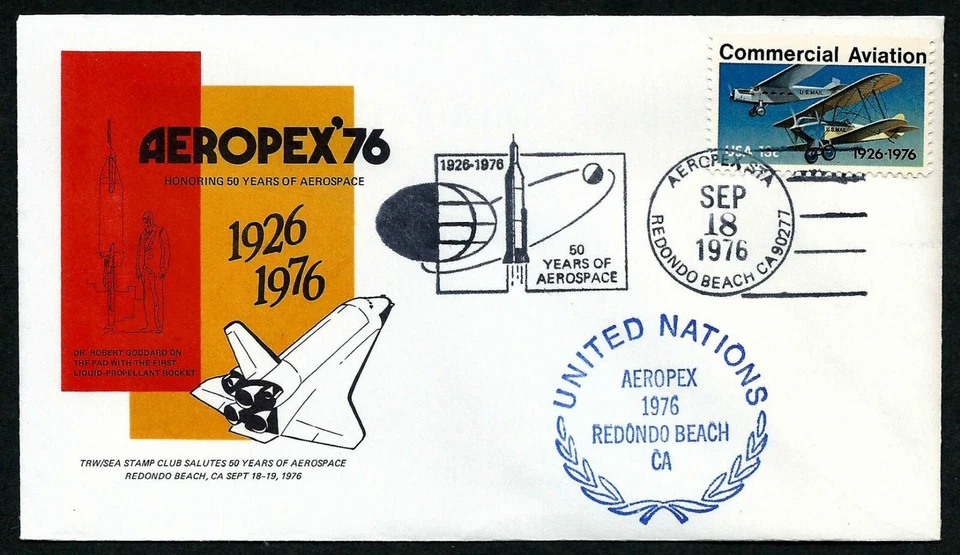 AEROPEX'76
HONORING 50 YEARS OF AEROSPACE
1926
1976
DR. ROBERT GODDARD ON
THE PAD WITH THE FIRST
LIQUID-PROPELLANT ROCKET
TRW/SEA STAMP CLUB SALUTES 50 YEARS OF AEROSPACE
REDONDO BEACH, CA SEPT 18-19, 1976
1926-1976
50
YEARS OF
AEROSPACE
Commercial Aviation
U.S. MAIL
U.S. MAIL
USA 13c
1926-1976
AEROPEX STA
SEP
18
1976
REDONDO BEACH CA 90277
UNITED NATIONS
AEROPEX
1976
REDONDO BEACH
CA